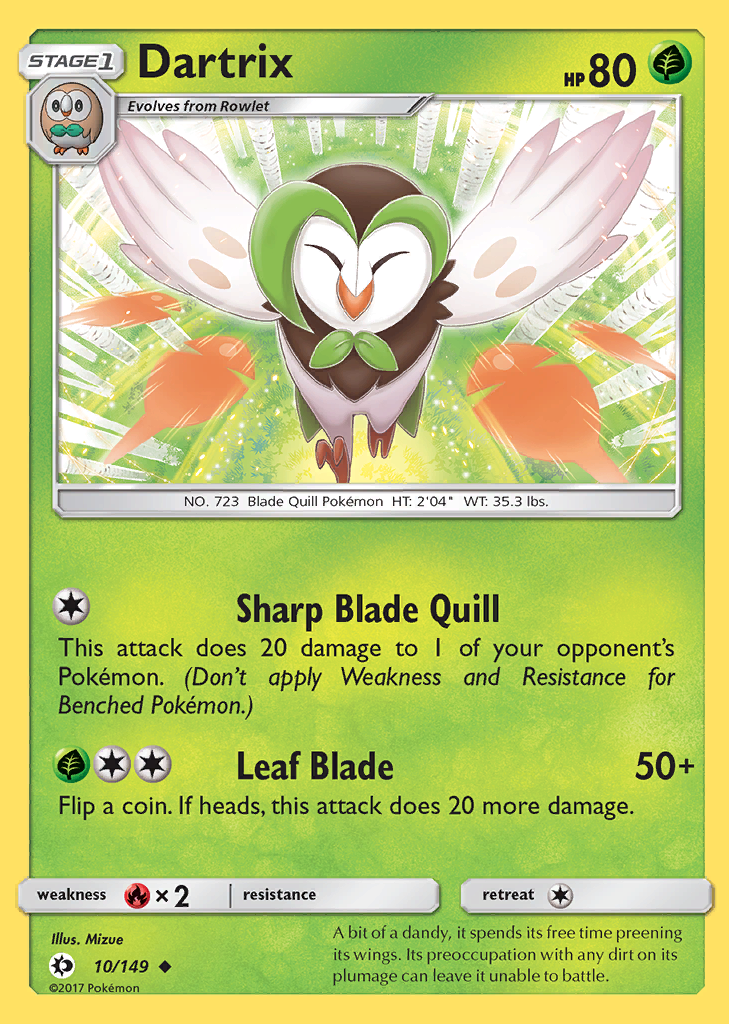 STAGE1
Dartrix
HP80
Evolves from Rowlet
NO. 723 Blade Quill Pokémon HT: 2'04" WT: 35.3 lbs.
Sharp Blade Quill
This attack does 20 damage to 1 of your opponent's
Pokémon. (Don't apply Weakness and Resistance for
Benched Pokémon.)
Leaf Blade 50+
Flip a coin. If heads, this attack does 20 more damage.
weakness ×2 resistance retreat
Illus. Mizue
10/149
©2017 Pokémon
A bit of a dandy, it spends its free time preening
its wings. Its preoccupation with any dirt on its
plumage can leave it unable to battle.